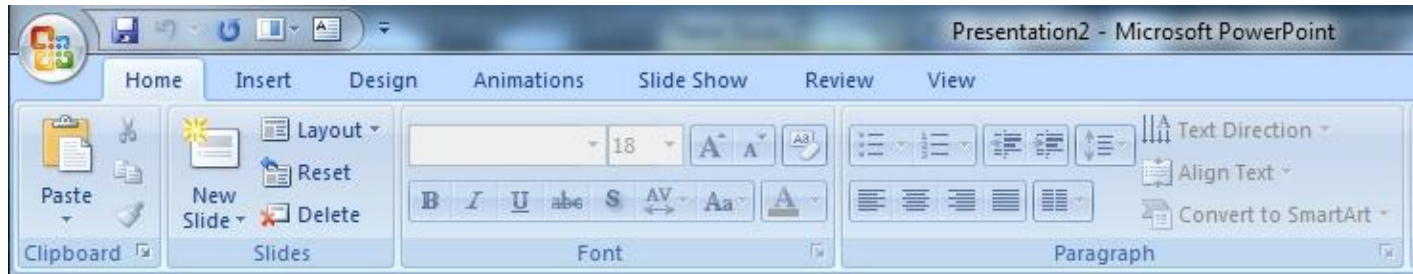 Presentation2 - Microsoft PowerPoint
Home Insert Design Animations Slide Show Review View
Paste
New Slide
Layout
Reset
Delete
18
A A
B I U abc S AV Aa A
Text Direction
Align Text
Convert to SmartArt
Clipboard Slides Font Paragraph